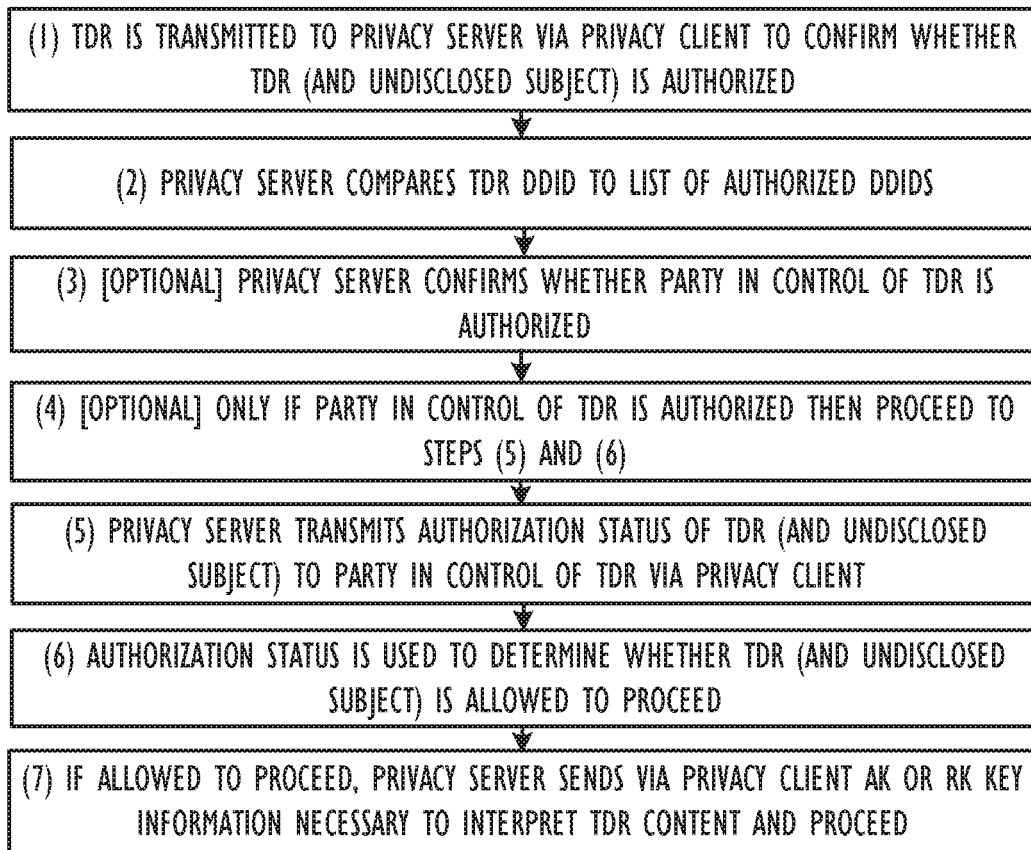 (1) TDR IS TRANSMITTED TO PRIVACY SERVER VIA PRIVACY CLIENT TO CONFIRM WHETHER
TDR (AND UNDISCLOSED SUBJECT) IS AUTHORIZED
(2) PRIVACY SERVER COMPARES TDR DDID TO LIST OF AUTHORIZED DDIDS
(3) [OPTIONAL] PRIVACY SERVER CONFIRMS WHETHER PARTY IN CONTROL OF TDR IS
AUTHORIZED
(4) [OPTIONAL] ONLY IF PARTY IN CONTROL OF TDR IS AUTHORIZED THEN PROCEED TO
STEPS (5) AND (6)
(5) PRIVACY SERVER TRANSMITS AUTHORIZATION STATUS OF TDR (AND UNDISCLOSED
SUBJECT) TO PARTY IN CONTROL OF TDR VIA PRIVACY CLIENT
(6) AUTHORIZATION STATUS IS USED TO DETERMINE WHETHER TDR (AND UNDISCLOSED
SUBJECT) IS ALLOWED TO PROCEED
(7) IF ALLOWED TO PROCEED, PRIVACY SERVER SENDS VIA PRIVACY CLIENT AK OR RK KEY
INFORMATION NECESSARY TO INTERPRET TDR CONTENT AND PROCEED